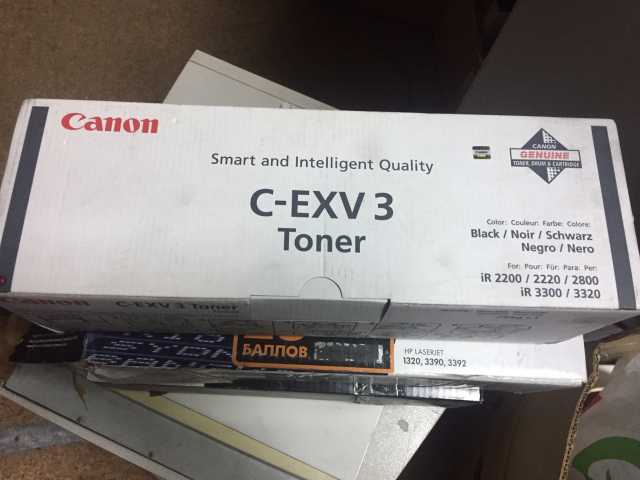 Canon
Smart and Intelligent Quality
C-EXV 3
Toner
CANON
GENUINE
TONER, DRUM & CARTRIDGE
Color: Couleur: Farbe: Colore:
Black / Noir / Schwarz
Negro / Nero
For: Pour: Für: Para: Per:
iR 2200 / 2220 / 2800
iR 3300 / 3320
Canon
C-EXV 3 Toner
БАЛЛОВ
HP LASERJET
1320, 3390, 3392